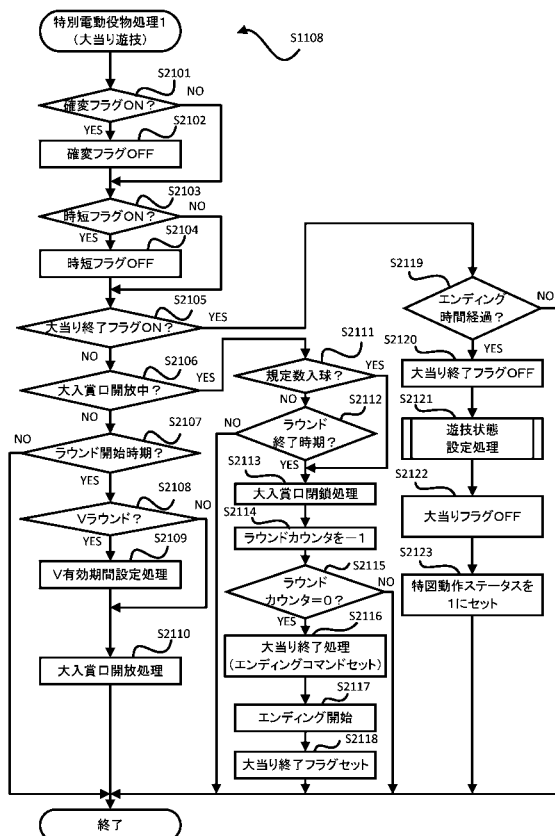 特別電動役物処理1
(大当り遊技)
S1108
S2101
確変フラグON?
NO
YES
S2102
確変フラグOFF
S2103
時短フラグON?
NO
YES
S2104
時短フラグOFF
S2105
大当り終了フラグON?
YES
NO
S2106
大入賞口開放中?
YES
NO
S2107
NO
ラウンド開始時期?
YES
S2108
Vラウンド?
NO
YES
S2109
V有効期間設定処理
S2110
大入賞口開放処理
終了
S2111
規定数入球?
YES
NO
S2112
NO
ラウンド
終了時期?
YES
S2113
大入賞口閉鎖処理
S2114
ラウンドカウンタを-1
S2115
ラウンド
カウンター=0?
NO
YES
S2116
大当り終了処理
(エンディングコマンドセット)
S2117
エンディング開始
S2118
大当り終了フラグセット
S2119
エンディング
時間経過?
NO
YES
S2120
大当り終了フラグOFF
S2121
遊技状態
設定処理
S2122
大当りフラグOFF
S2123
特図動作ステータスを
1にセット